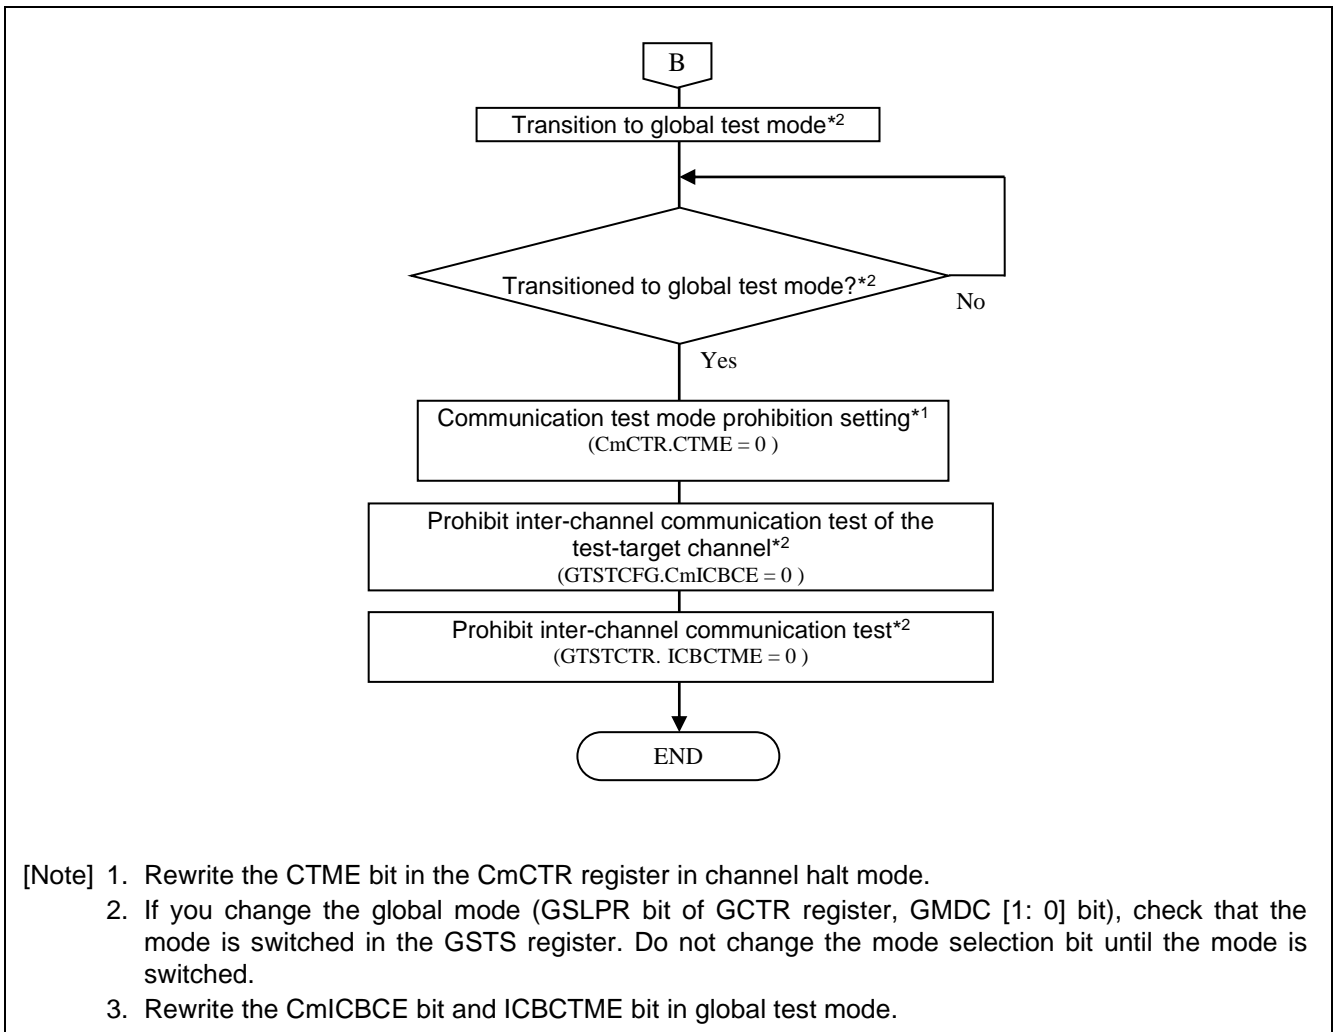 B
Transition to global test mode*2
Transitioned to global test mode?*2
No
Yes
Communication test mode prohibition setting*1
(CmCTR.CTME = 0 )
Prohibit inter-channel communication test of the
test-target channel*2
(GTSTCFG.CmICBCE = 0 )
Prohibit inter-channel communication test*2
(GTSTCTR. ICBCTME = 0 )
END
[Note] 1. Rewrite the CTME bit in the CmCTR register in channel halt mode.
2. If you change the global mode (GSLPR bit of GCTR register, GMDC [1: 0] bit), check that the
mode is switched in the GSTS register. Do not change the mode selection bit until the mode is
switched.
3. Rewrite the CmICBCE bit and ICBCTME bit in global test mode.